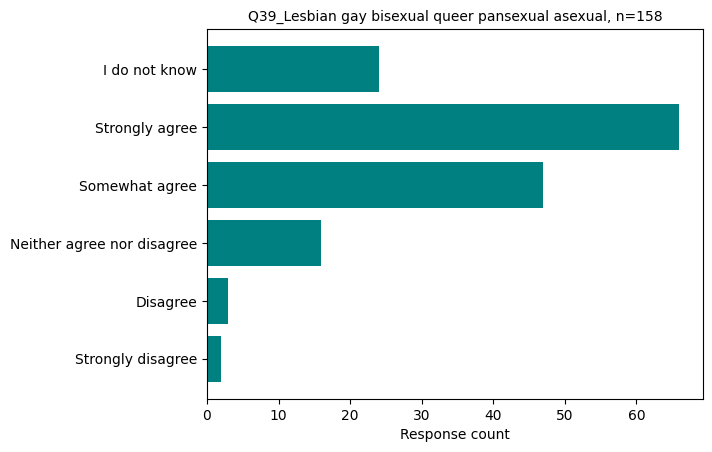 Q39_Lesbian gay bisexual queer pansexual asexual, n=158
I do not know
Strongly agree
Somewhat agree
Neither agree nor disagree
Disagree
Strongly disagree
0 10 20 30 40 50 60
Response count